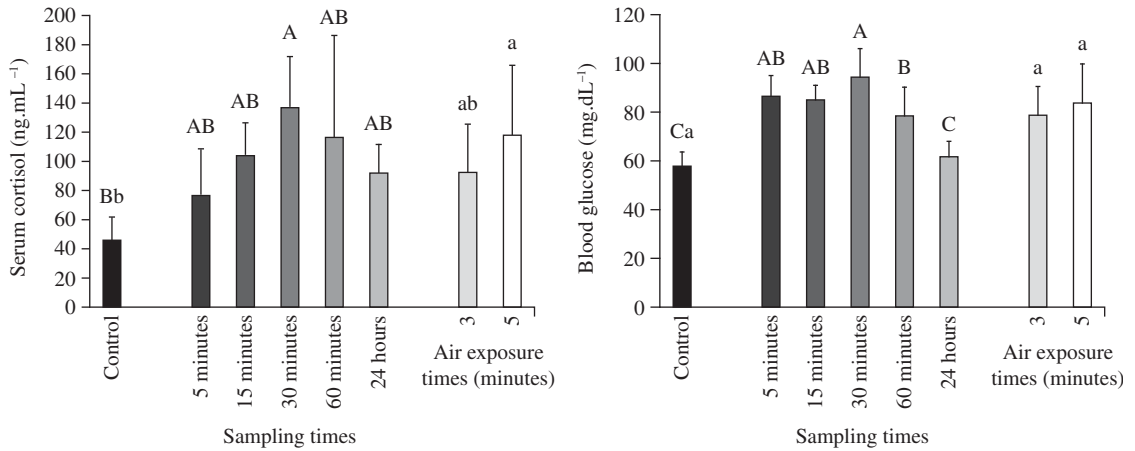 Serum cortisol (ng.mL⁻¹)
200
180
160
140
120
100
80
60
40
20
0
Bb
AB
AB
A
AB
AB
ab
a
Control
5 minutes
15 minutes
30 minutes
60 minutes
24 hours
3
5
Air exposure
times (minutes)
Sampling times
Blood glucose (mg.dL⁻¹)
120
100
80
60
40
20
0
Ca
AB
AB
A
B
C
a
a
Control
5 minutes
15 minutes
30 minutes
60 minutes
24 hours
3
5
Air exposure
times (minutes)
Sampling times